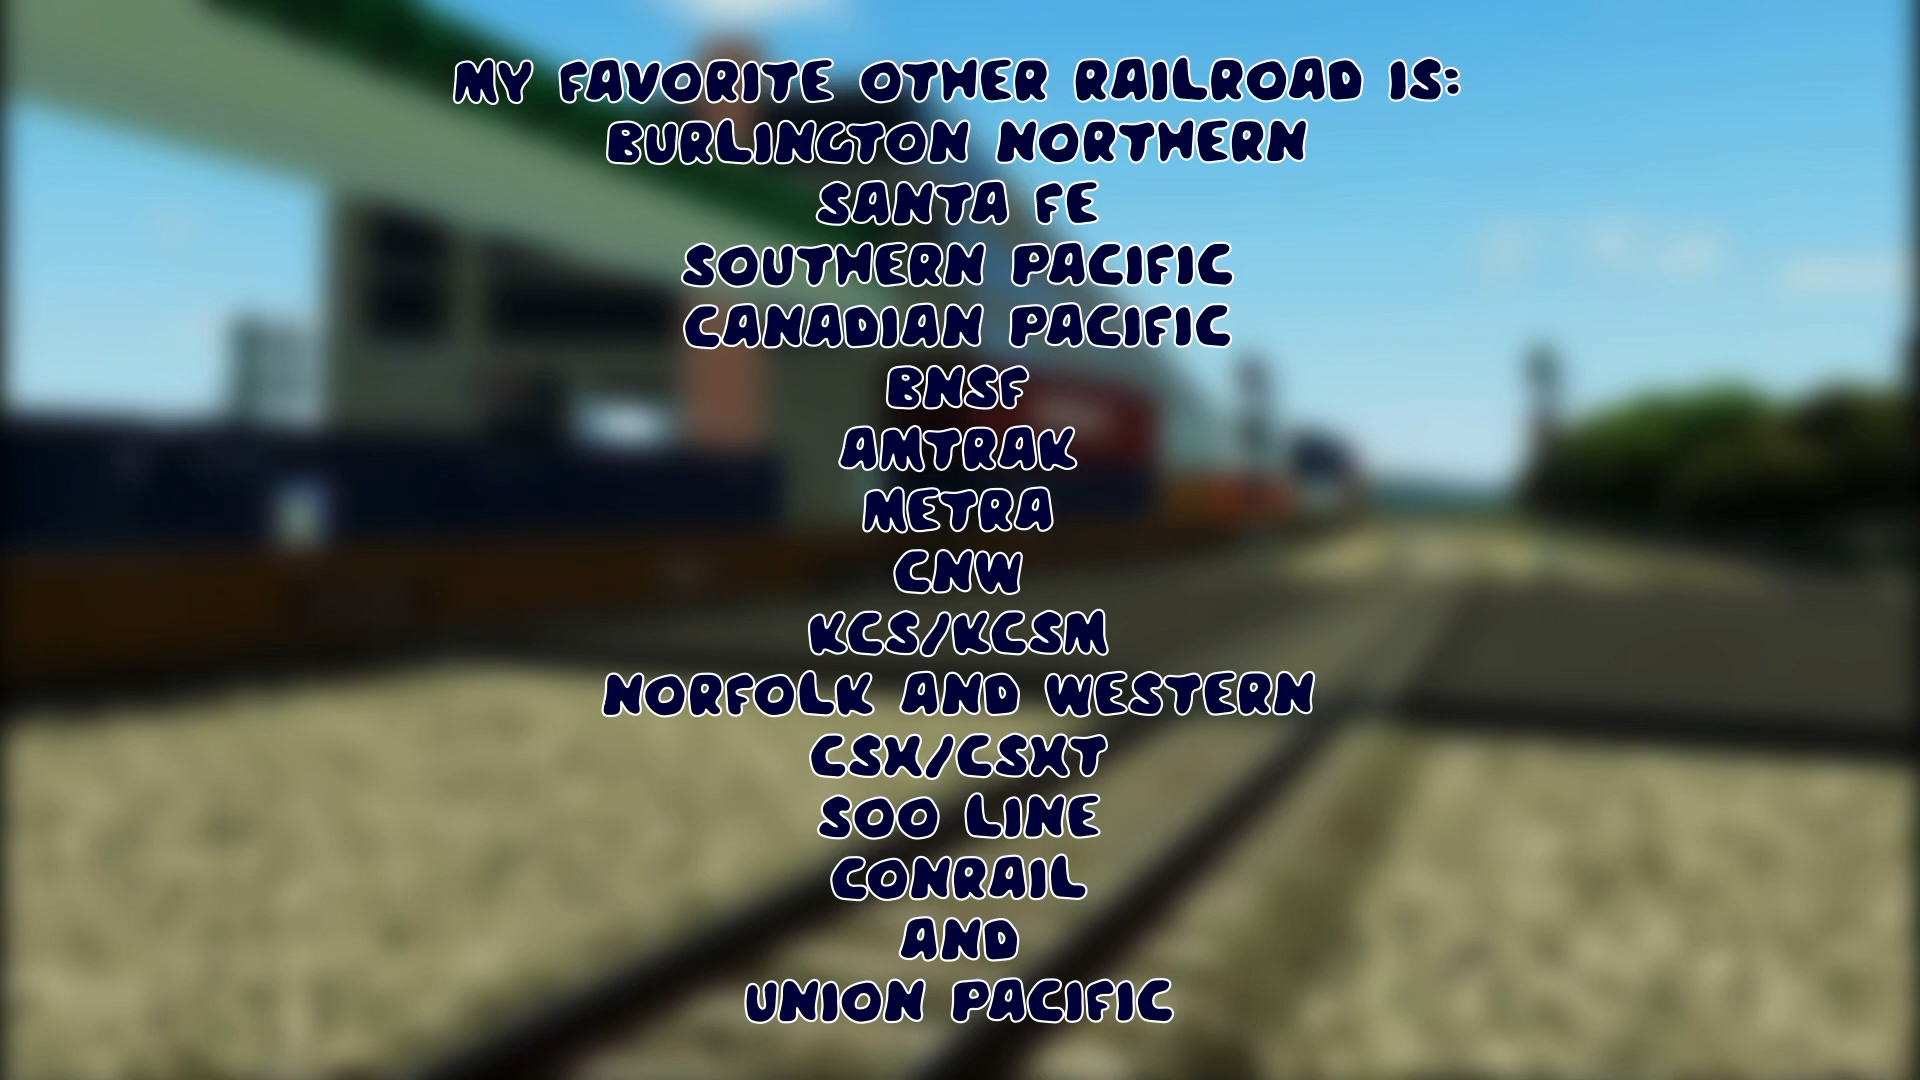 MY FAVORITE OTHER RAILROAD IS:
BURLINGTON NORTHERN
SANTA FE
SOUTHERN PACIFIC
CANADIAN PACIFIC
BNSF
AMTRAK
METRA
CNW
KCS/KCSM
NORFOLK AND WESTERN
CSX/CSXT
SOO LINE
CONRAIL
AND
UNION PACIFIC